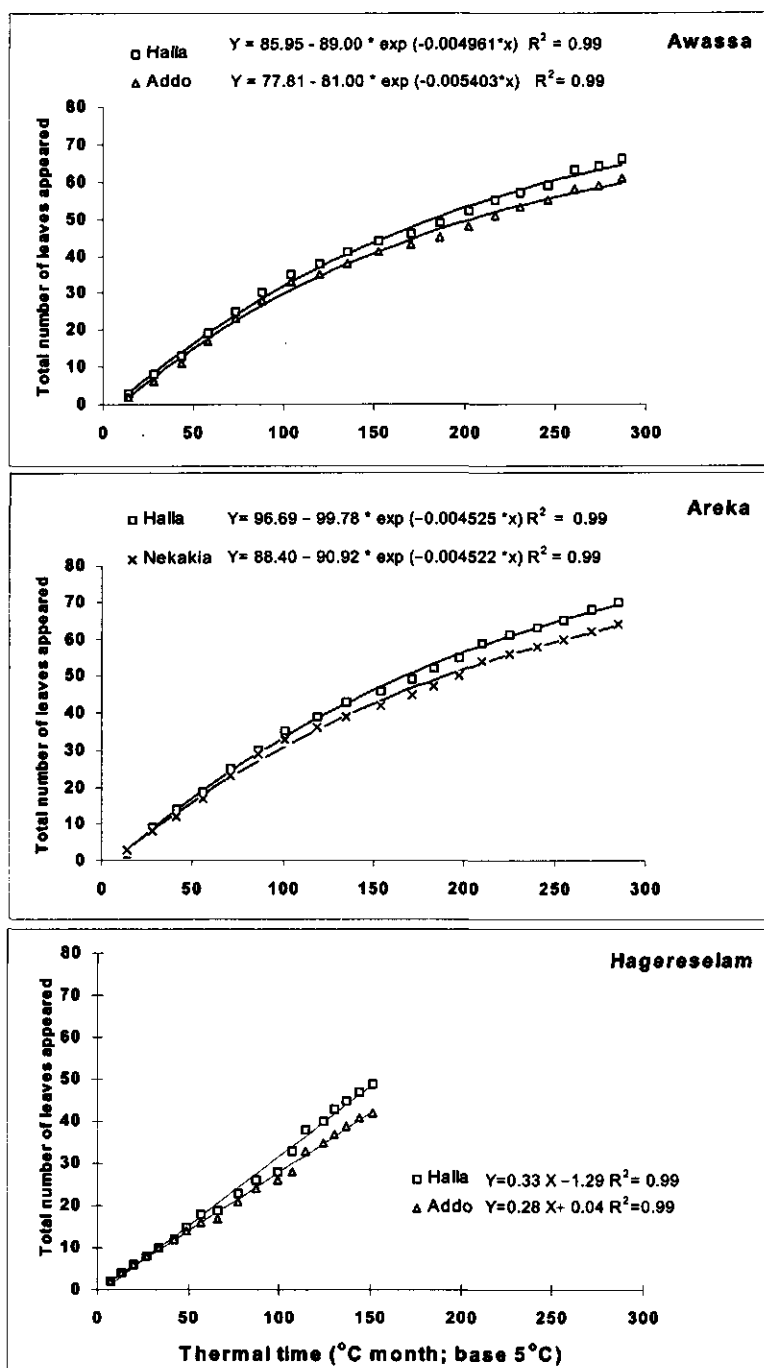 Halla Y = 85.95 - 89.00 * exp (-0.004961*x) R² = 0.99 Awassa
Addo Y = 77.81 - 81.00 * exp (-0.005403*x) R² = 0.99
Total number of leaves appeared
80
70
60
50
40
30
20
10
0
0 50 100 150 200 250 300
Halla Y= 96.69 - 99.78 * exp (-0.004525 *x) R² = 0.99 Areka
Nekakia Y= 88.40 - 90.92 * exp (-0.004522 *x) R² = 0.99
Total number of leaves appeared
80
70
60
50
40
30
20
10
0
0 50 100 150 200 250 300
Hagereselam
Total number of leaves appeared
80
70
60
50
40
30
20
10
0
Halla Y=0.33 X -1.29 R²= 0.99
Addo Y=0.28 X+ 0.04 R²=0.99
0 50 100 150 200 250 300
Thermal time (°C month; base 5°C)